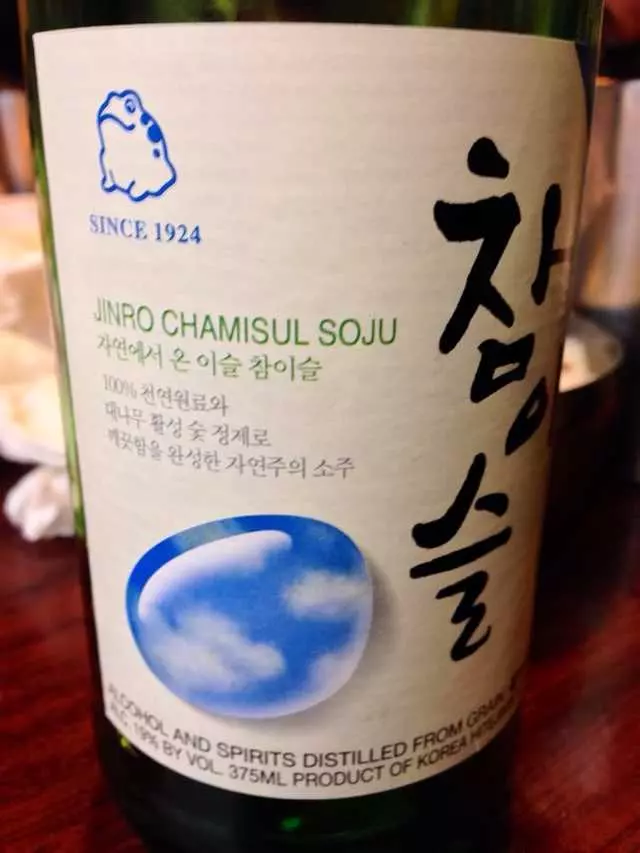 SINCE 1924
JINRO CHAMISUL SOJU
자연에서 온 이슬 참이슬
100% 천연원료와
대나무 활성 숯 정제로
깨끗함을 완성한 자연주의 소주
참이슬
ALCOHOL AND SPIRITS DISTILLED FROM GRAIN
ALC. 19% BY VOL. 375ML PRODUCT OF KOREA